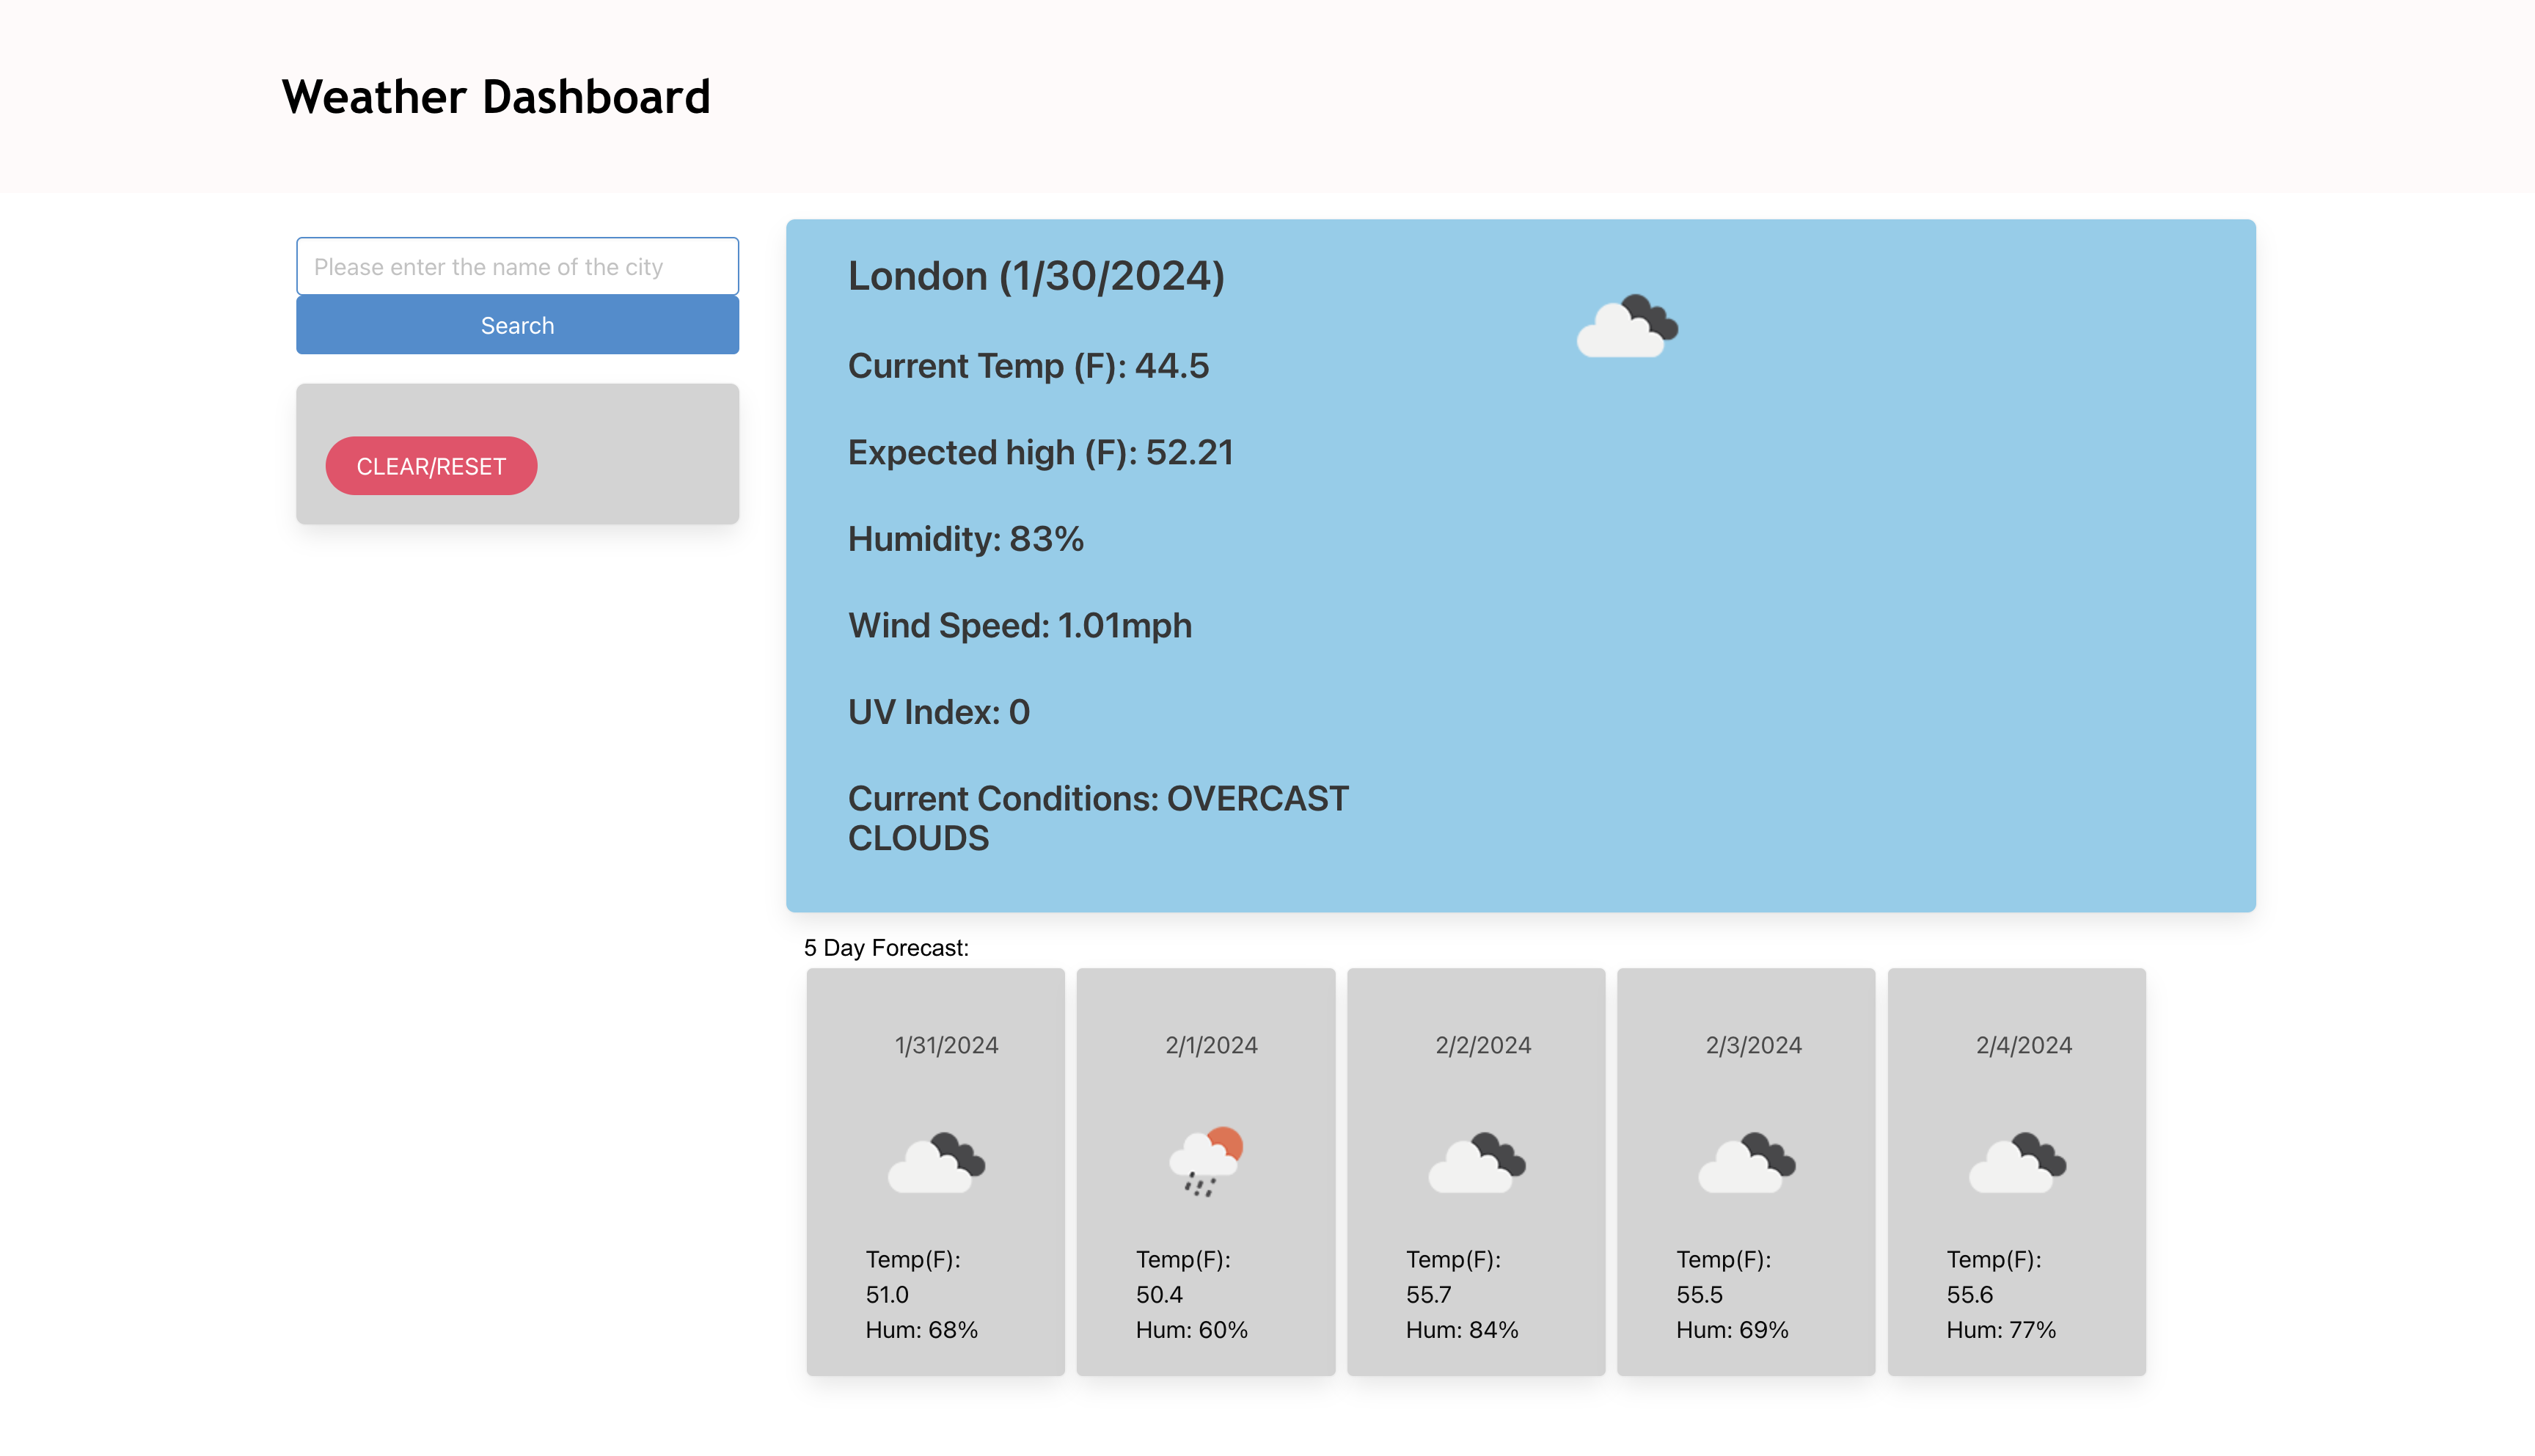 Weather Dashboard
Please enter the name of the city
Search
CLEAR/RESET
London (1/30/2024)
Current Temp (F): 44.5
Expected high (F): 52.21
Humidity: 83%
Wind Speed: 1.01mph
UV Index: 0
Current Conditions: OVERCAST
CLOUDS
5 Day Forecast:
1/31/2024
Temp(F):
51.0
Hum: 68%
2/1/2024
Temp(F):
50.4
Hum: 60%
2/2/2024
Temp(F):
55.7
Hum: 84%
2/3/2024
Temp(F):
55.5
Hum: 69%
2/4/2024
Temp(F):
55.6
Hum: 77%